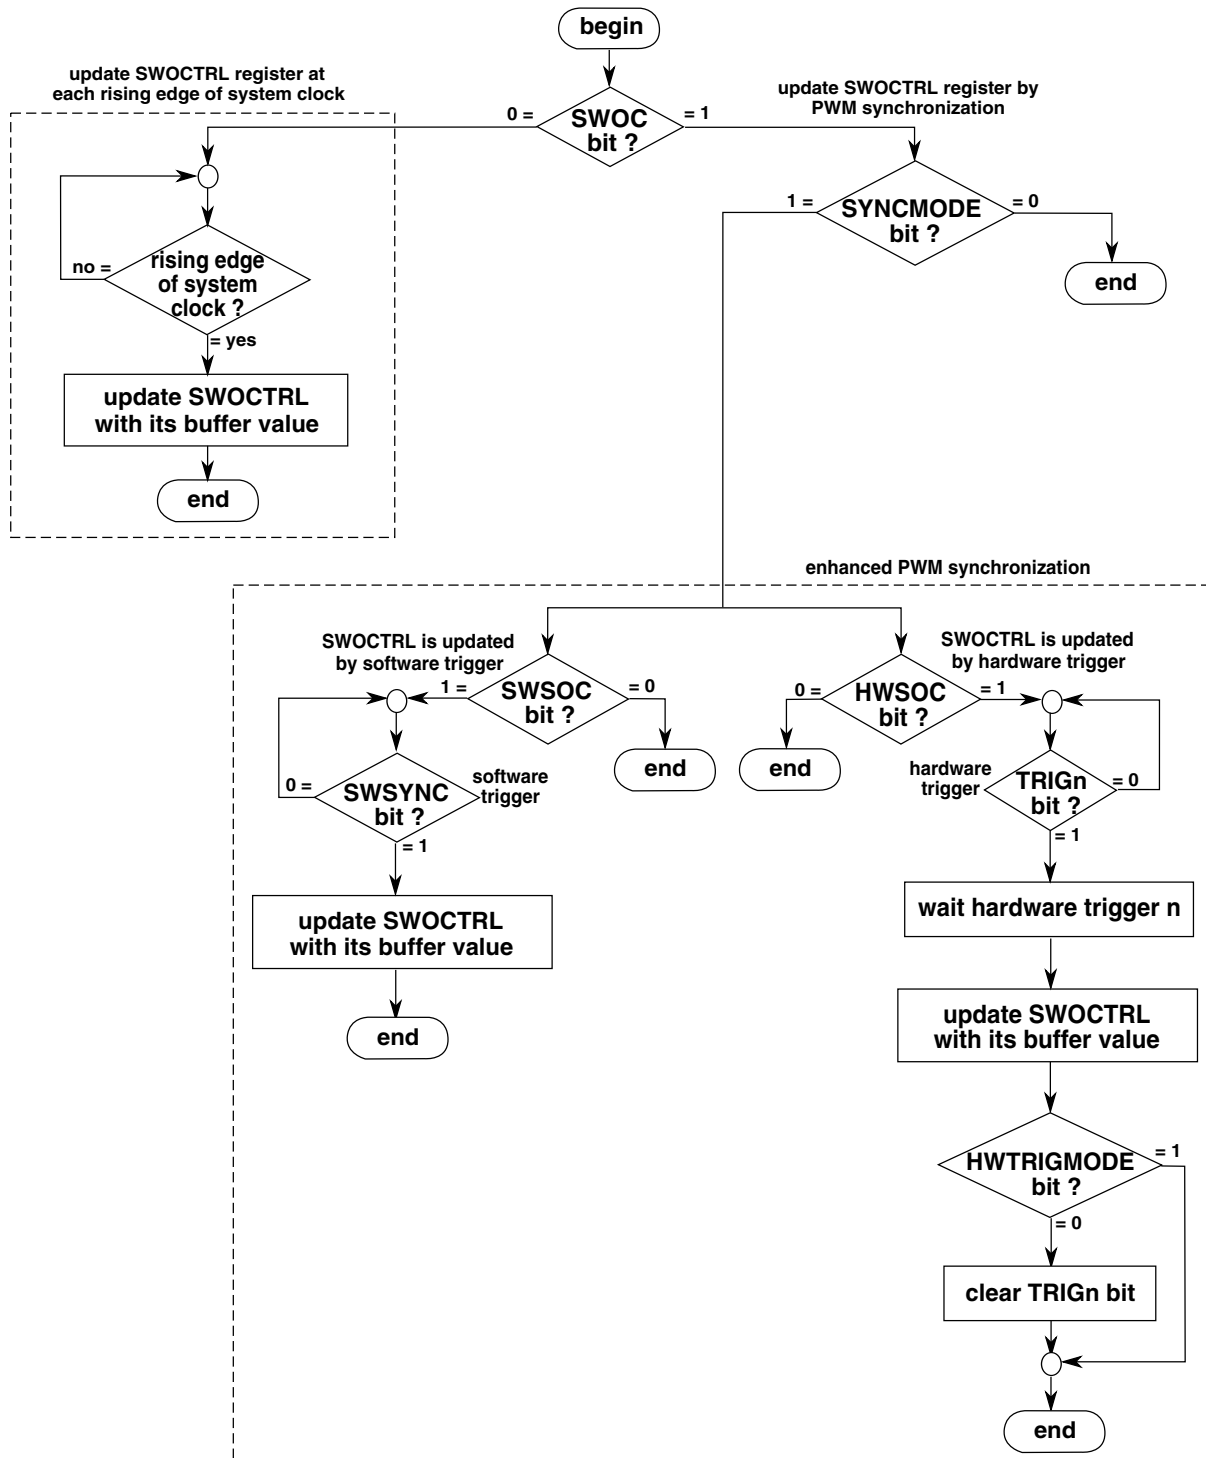 begin
update SWOCTRL register at
each rising edge of system clock
update SWOCTRL register by
PWM synchronization
0 =
SWOC
bit ?
= 1
1 =
SYNCMODE
bit ?
= 0
end
no =
rising edge
of system
clock ?
= yes
update SWOCTRL
with its buffer value
end
enhanced PWM synchronization
SWOCTRL is updated
by software trigger
1 =
SWSOC
bit ?
= 0
end
0 =
SWSYNC
bit ?
software
trigger
= 1
update SWOCTRL
with its buffer value
end
SWOCTRL is updated
by hardware trigger
0 =
HWSOC
bit ?
= 1
end
hardware
trigger
TRIGn
bit ?
= 0
= 1
wait hardware trigger n
update SWOCTRL
with its buffer value
HWTRIGMODE
bit ?
= 1
= 0
clear TRIGn bit
end